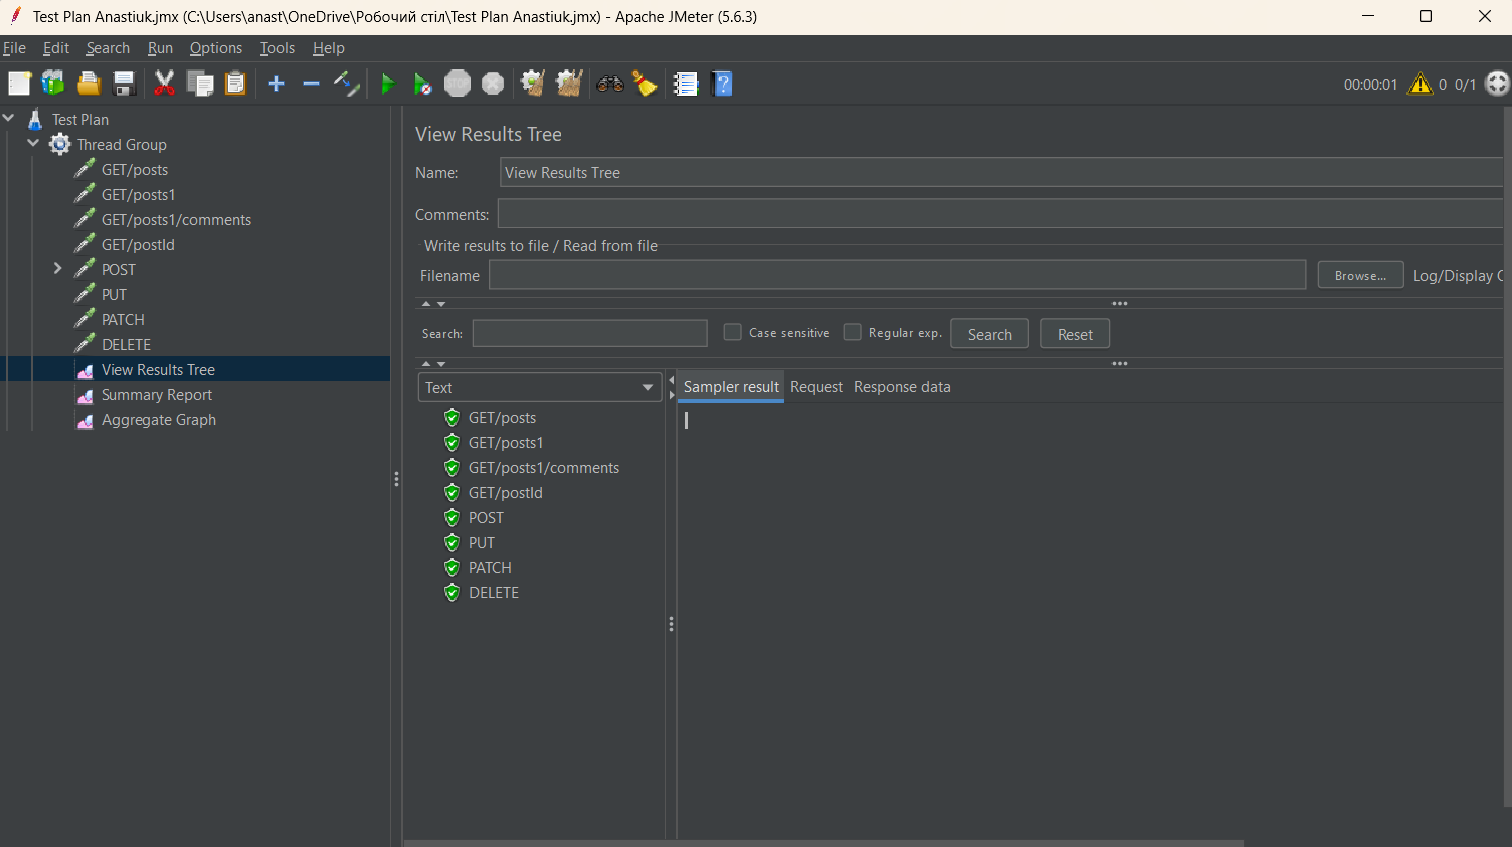 Test Plan Anastiuk.jmx (C:\Users\anast\OneDrive\Робочий стіл\Test Plan Anastiuk.jmx) - Apache JMeter (5.6.3)
File Edit Search Run Options Tools Help
STOP
00:00:01 0 0/1
Test Plan
Thread Group
GET/posts
GET/posts1
GET/posts1/comments
GET/postId
POST
PUT
PATCH
DELETE
View Results Tree
Summary Report
Aggregate Graph
View Results Tree
Name: View Results Tree
Comments:
Write results to file / Read from file
Filename Browse... Log/Display
Search: Case sensitive Regular exp. Search Reset
Text
GET/posts
GET/posts1
GET/posts1/comments
GET/postId
POST
PUT
PATCH
DELETE
Sampler result Request Response data